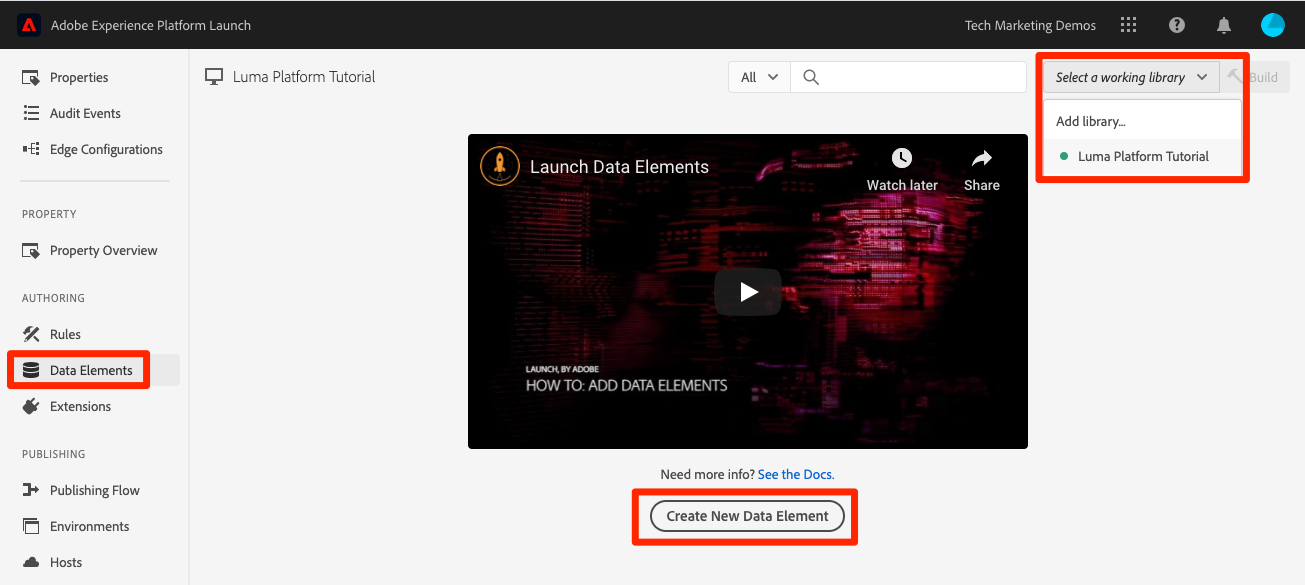 Adobe Experience Platform Launch
Tech Marketing Demos
Properties
Audit Events
Edge Configurations
PROPERTY
Property Overview
AUTHORING
Rules
Data Elements
Extensions
PUBLISHING
Publishing Flow
Environments
Hosts
Luma Platform Tutorial
All
Select a working library
Build
Add library...
Luma Platform Tutorial
Launch Data Elements
Watch later
Share
LAUNCH, BY ADOBE
HOW TO: ADD DATA ELEMENTS
Need more info? See the Docs.
Create New Data Element